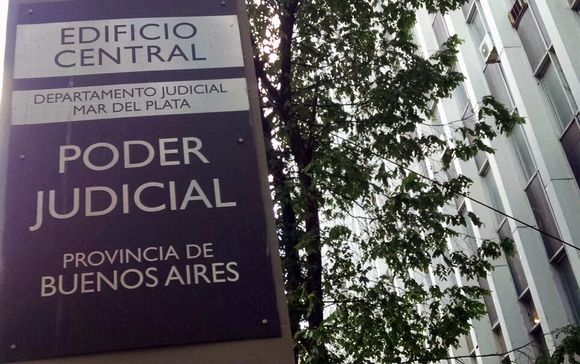 EDIFICIO
CENTRAL
DEPARTAMENTO JUDICIAL
MAR DEL PLATA
PODER
JUDICIAL
PROVINCIA DE
BUENOS AIRES